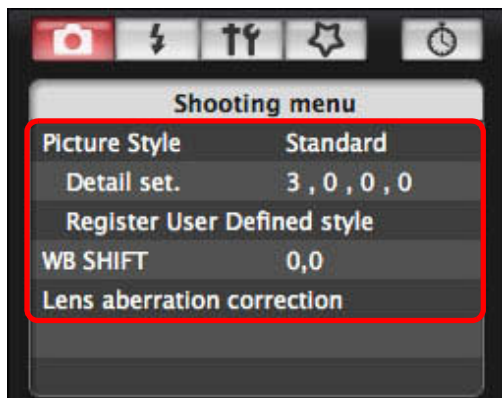 Shooting menu
Picture Style Standard
Detail set. 3 , 0 , 0 , 0
Register User Defined style
WB SHIFT 0,0
Lens aberration correction